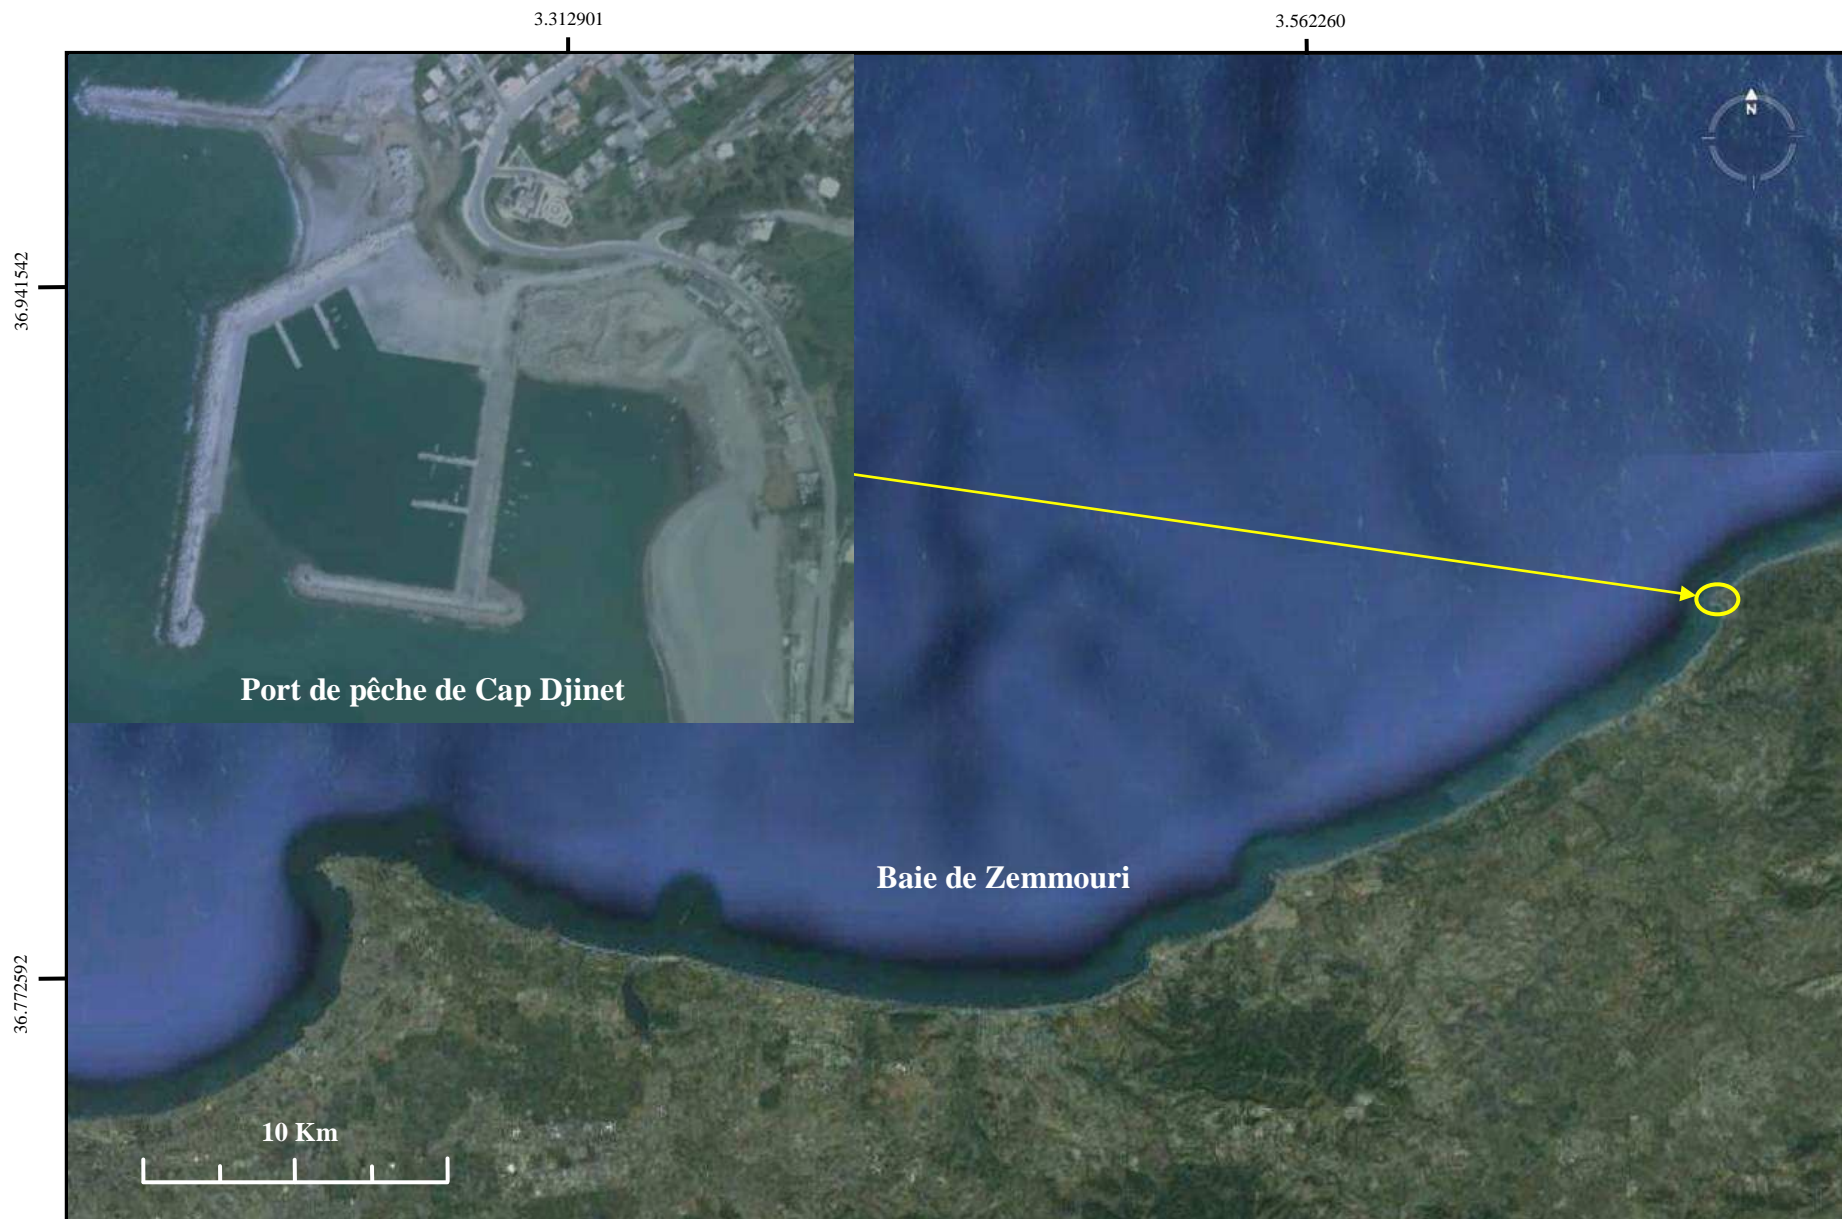 3.312901
3.562260
N
36.941542
Port de pêche de Cap Djinet
Baie de Zemmouri
36.772592
10 Km